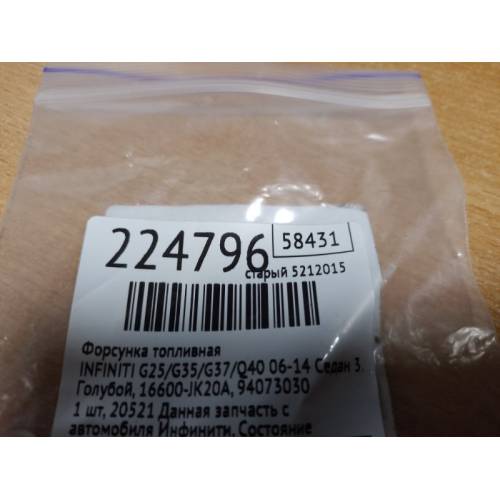 224796 58431
старый 5212015
Форсунка топливная
INFINITI G25/G35/G37/Q40 06-14 Седан 3.
Голубой, 16600-JK20A, 94073030
1 шт, 20521 Данная запчасть с
автомобиля Инфинити, Состояние